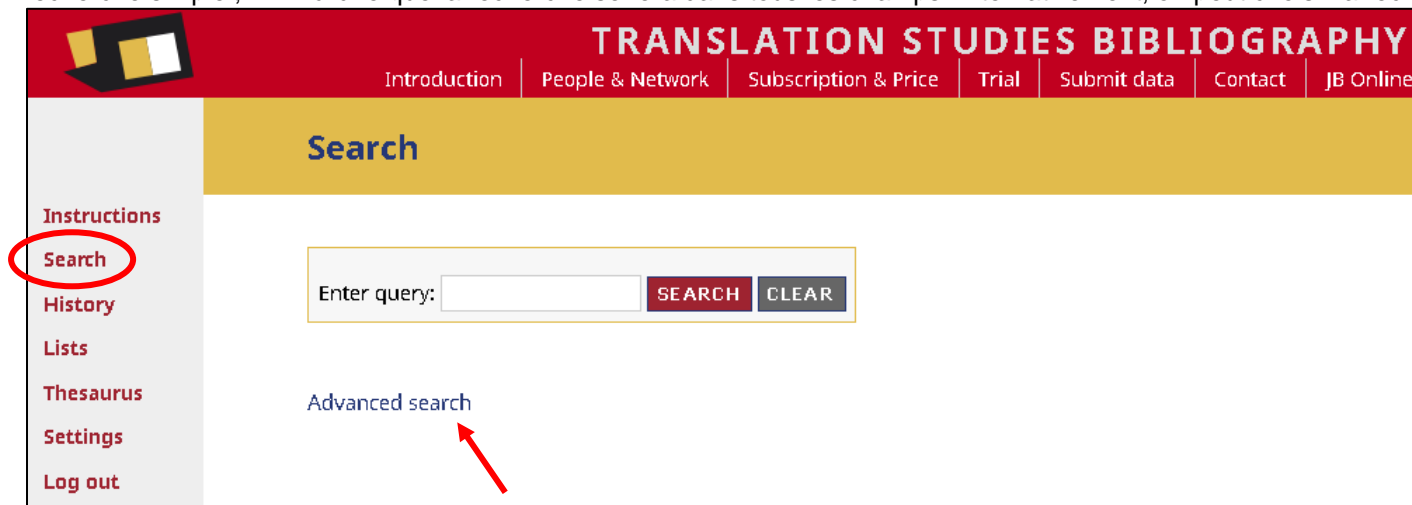 TRANSLATION STUDIES BIBLIOGRAPHY
Introduction People & Network Subscription & Price Trial Submit data Contact JB Online
Search
Instructions
Search
History
Lists
Thesaurus
Settings
Log out
Enter query: SEARCH CLEAR
Advanced search